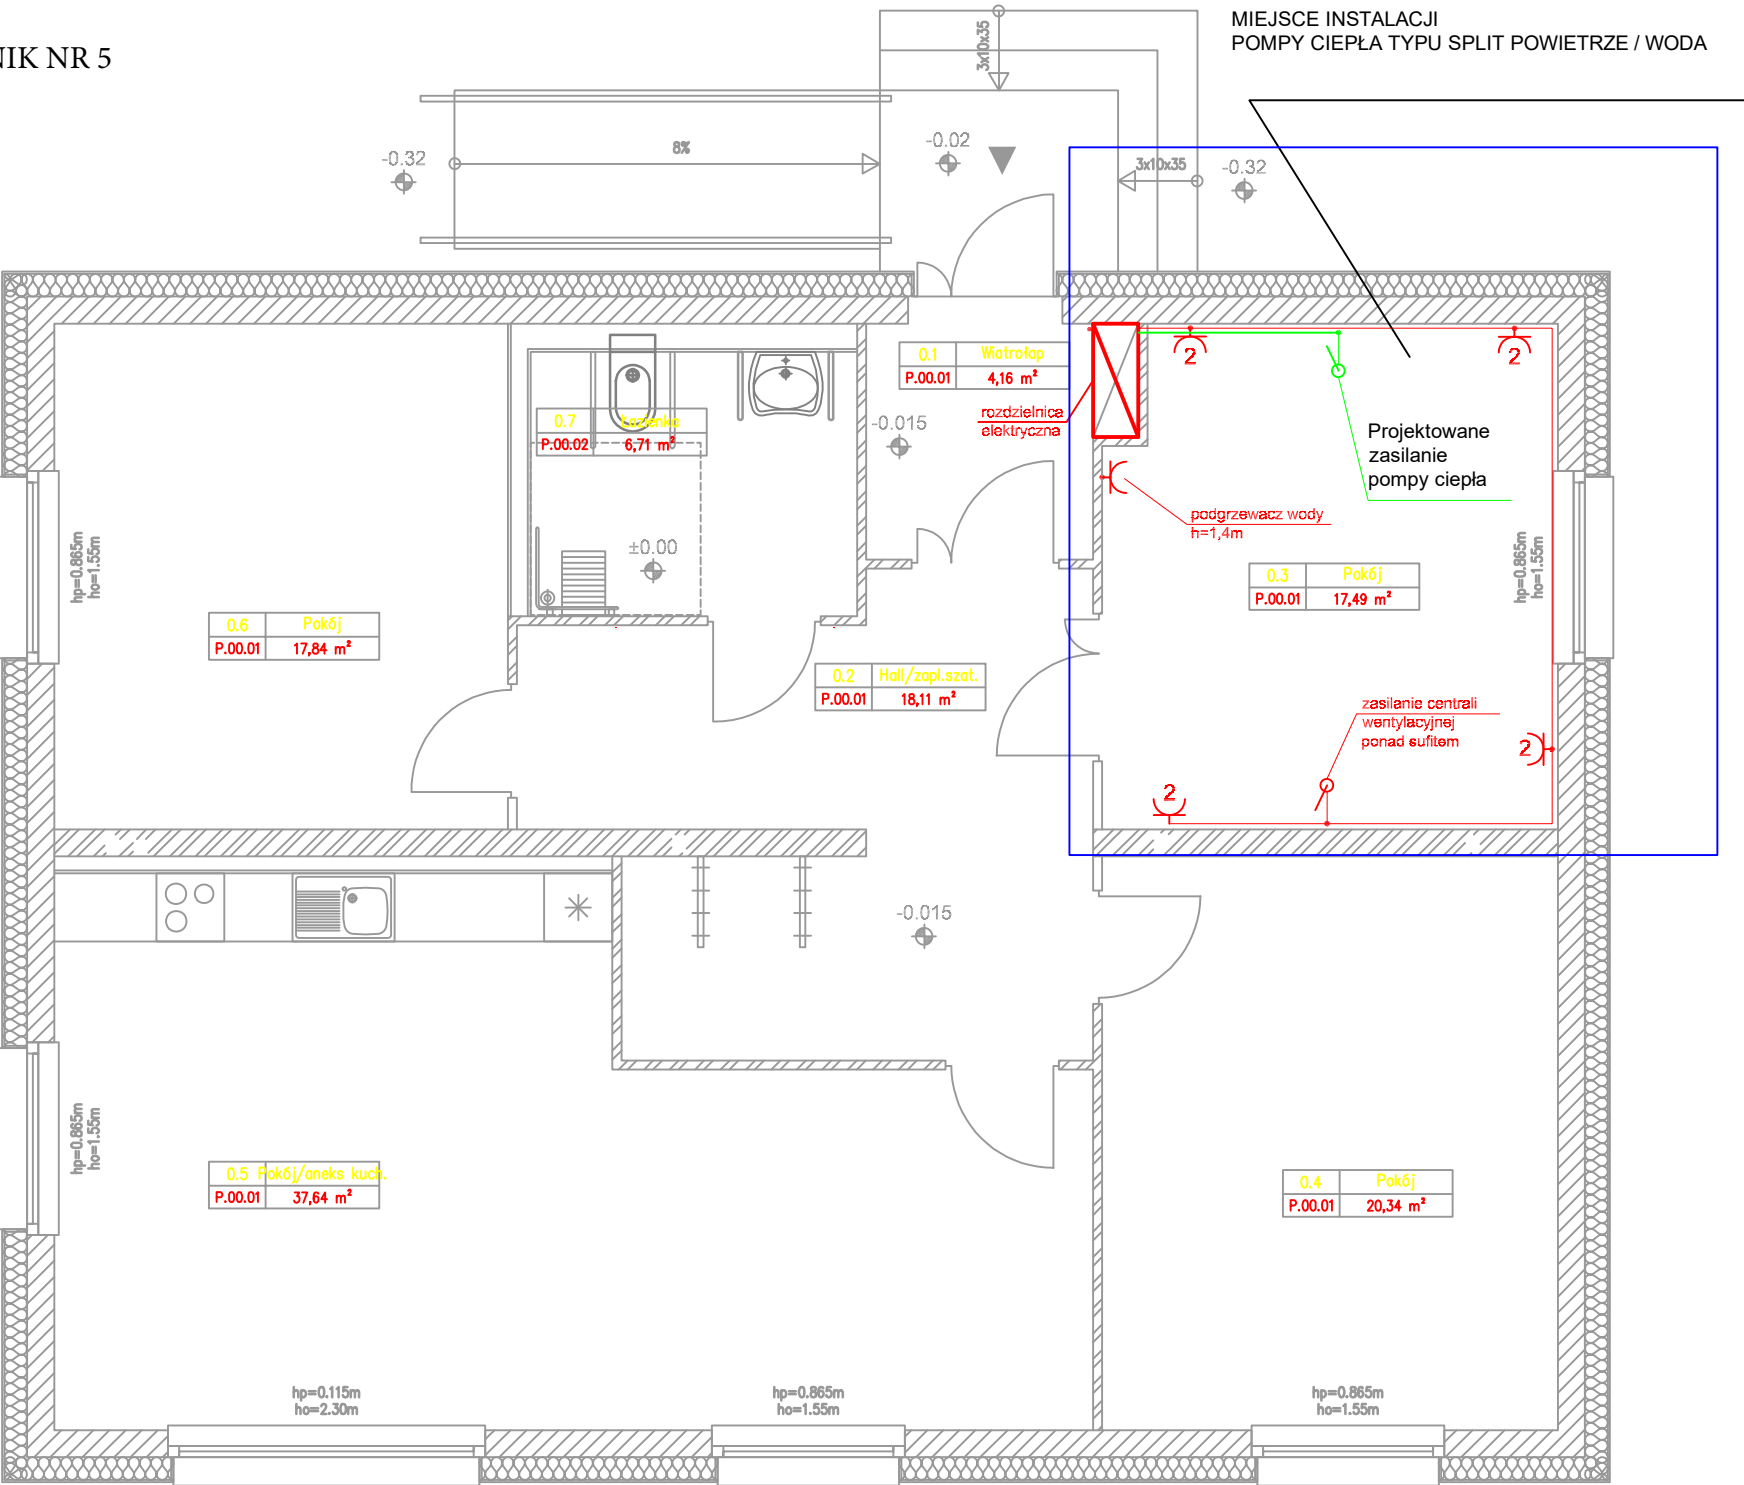 NIK NR 5
MIEJSCE INSTALACJI
POMPY CIEPŁA TYPU SPLIT POWIETRZE / WODA
3x10x35
8%
-0.32
-0.02
3x10x35
-0.32
0.1 Wiatrołap
P.00.01 4,16 m²
rozdzielnica
elektryczna
-0.015
2
2
Projektowane
zasilanie
pompy ciepła
0.7 Łazienka
P.00.02 6,71 m²
±0.00
podgrzewacz wody
h=1,4m
hp=0.865m
ho=1.55m
0.6 Pokój
P.00.01 17,84 m²
0.3 Pokój
P.00.01 17,49 m²
hp=0.865m
ho=1.55m
0.2 Hall/zapl.szat.
P.00.01 18,11 m²
zasilanie centrali
wentylacyjnej
ponad sufitem
2
2
-0.015
hp=0.865m
ho=1.55m
0.5 Pokój/aneks kuch.
P.00.01 37,64 m²
0.4 Pokój
P.00.01 20,34 m²
hp=0.115m
ho=2.30m
hp=0.865m
ho=1.55m
hp=0.865m
ho=1.55m